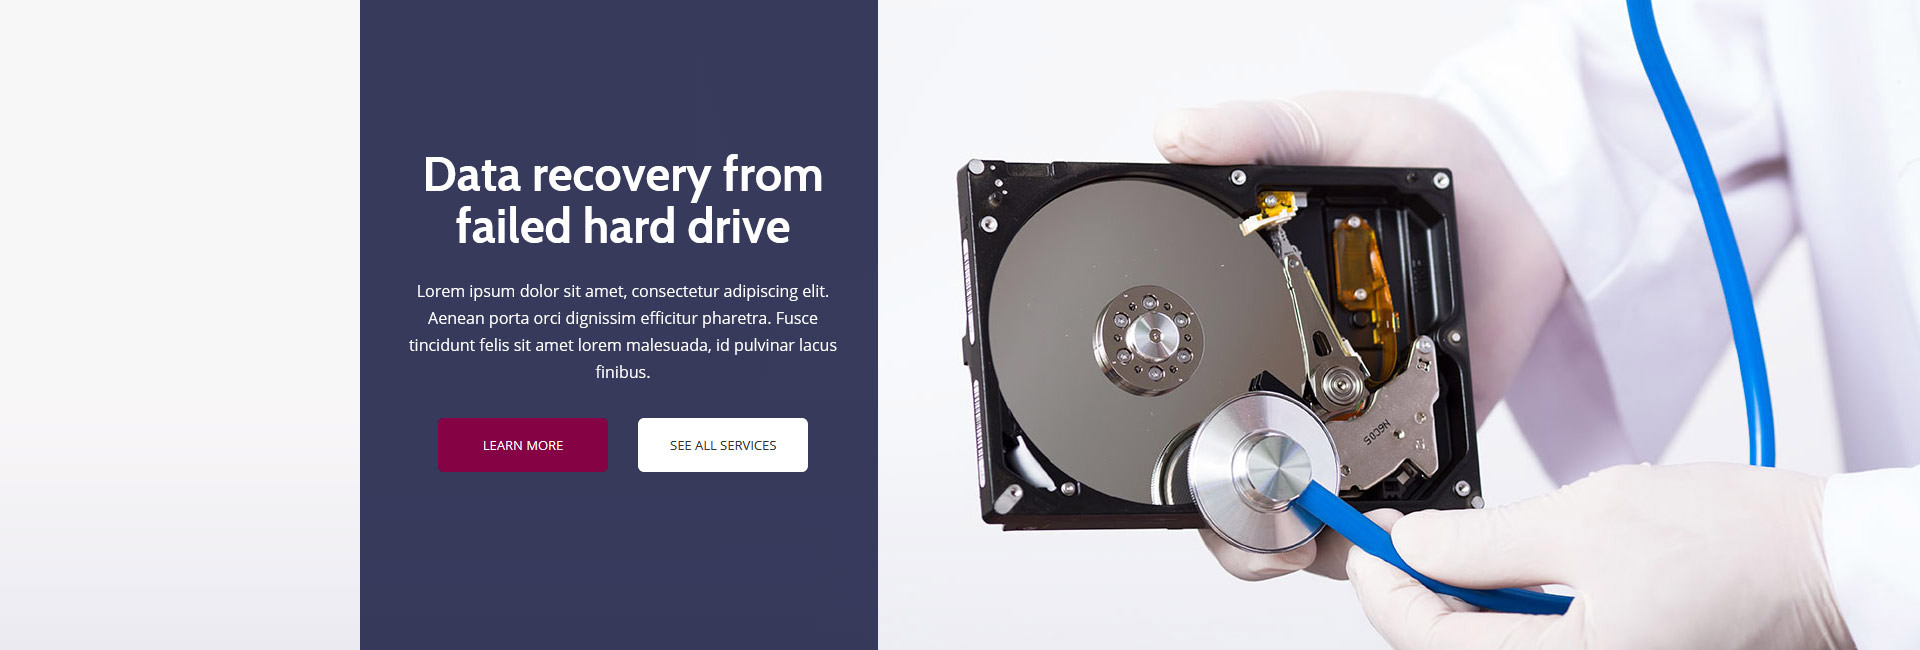 Data recovery from
failed hard drive
Lorem ipsum dolor sit amet, consectetur adipiscing elit.
Aenean porta orci dignissim efficitur pharetra. Fusce
tincidunt felis sit amet lorem malesuada, id pulvinar lacus
finibus.
LEARN MORE
SEE ALL SERVICES